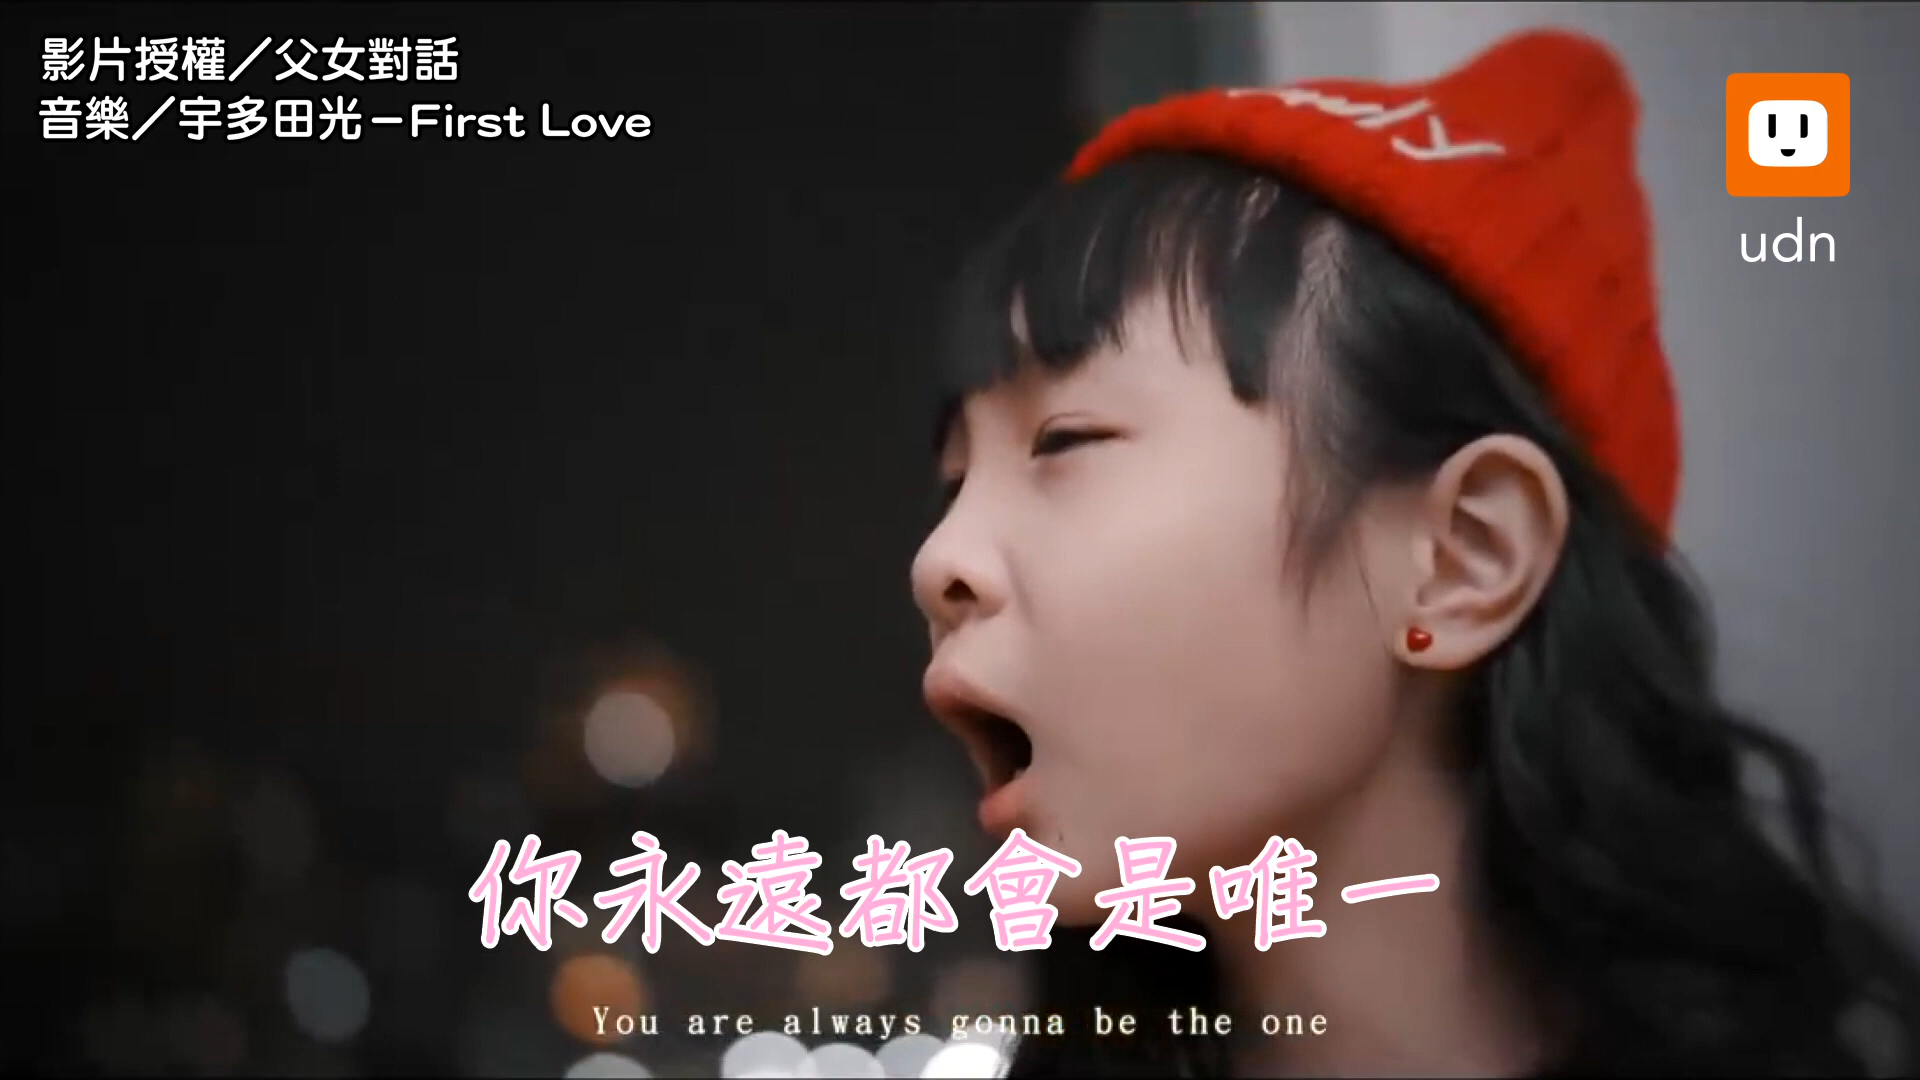 影片授權／父女對話
音樂／宇多田光－First Love
udn
你永遠都會是唯一
You are always gonna be the one